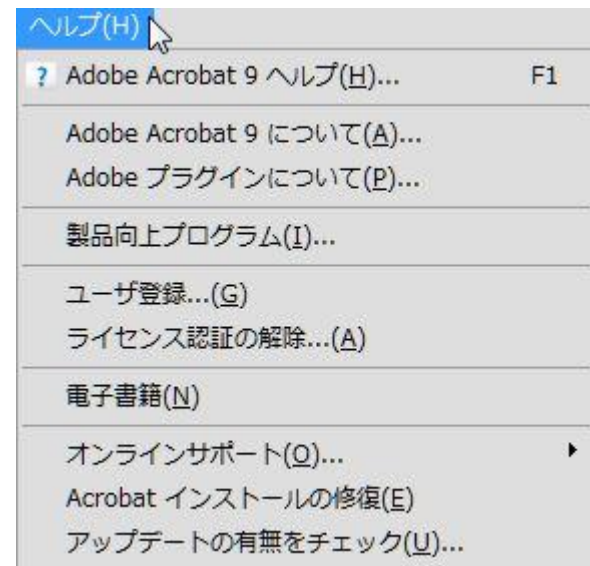 ヘルプ(H)
? Adobe Acrobat 9 ヘルプ(H)... F1
Adobe Acrobat 9 について(A)...
Adobe プラグインについて(P)...
製品向上プログラム(I)...
ユーザ登録...(G)
ライセンス認証の解除...(A)
電子書籍(N)
オンラインサポート(O)...
Acrobat インストールの修復(E)
アップデートの有無をチェック(U)...